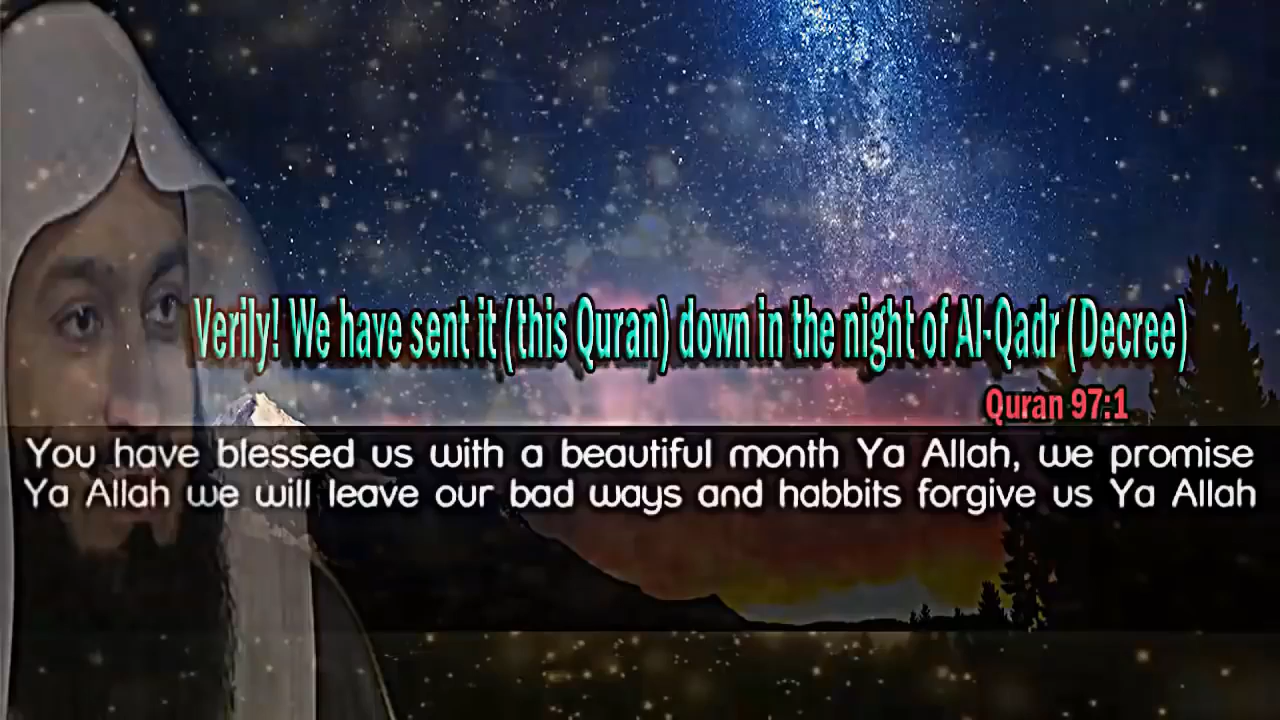 Verily! We have sent it (this Quran) down in the night of Al-Qadr (Decree)
Quran 97:1
You have blessed us with a beautiful month Ya Allah, we promise
Ya Allah we will leave our bad ways and habbits forgive us Ya Allah